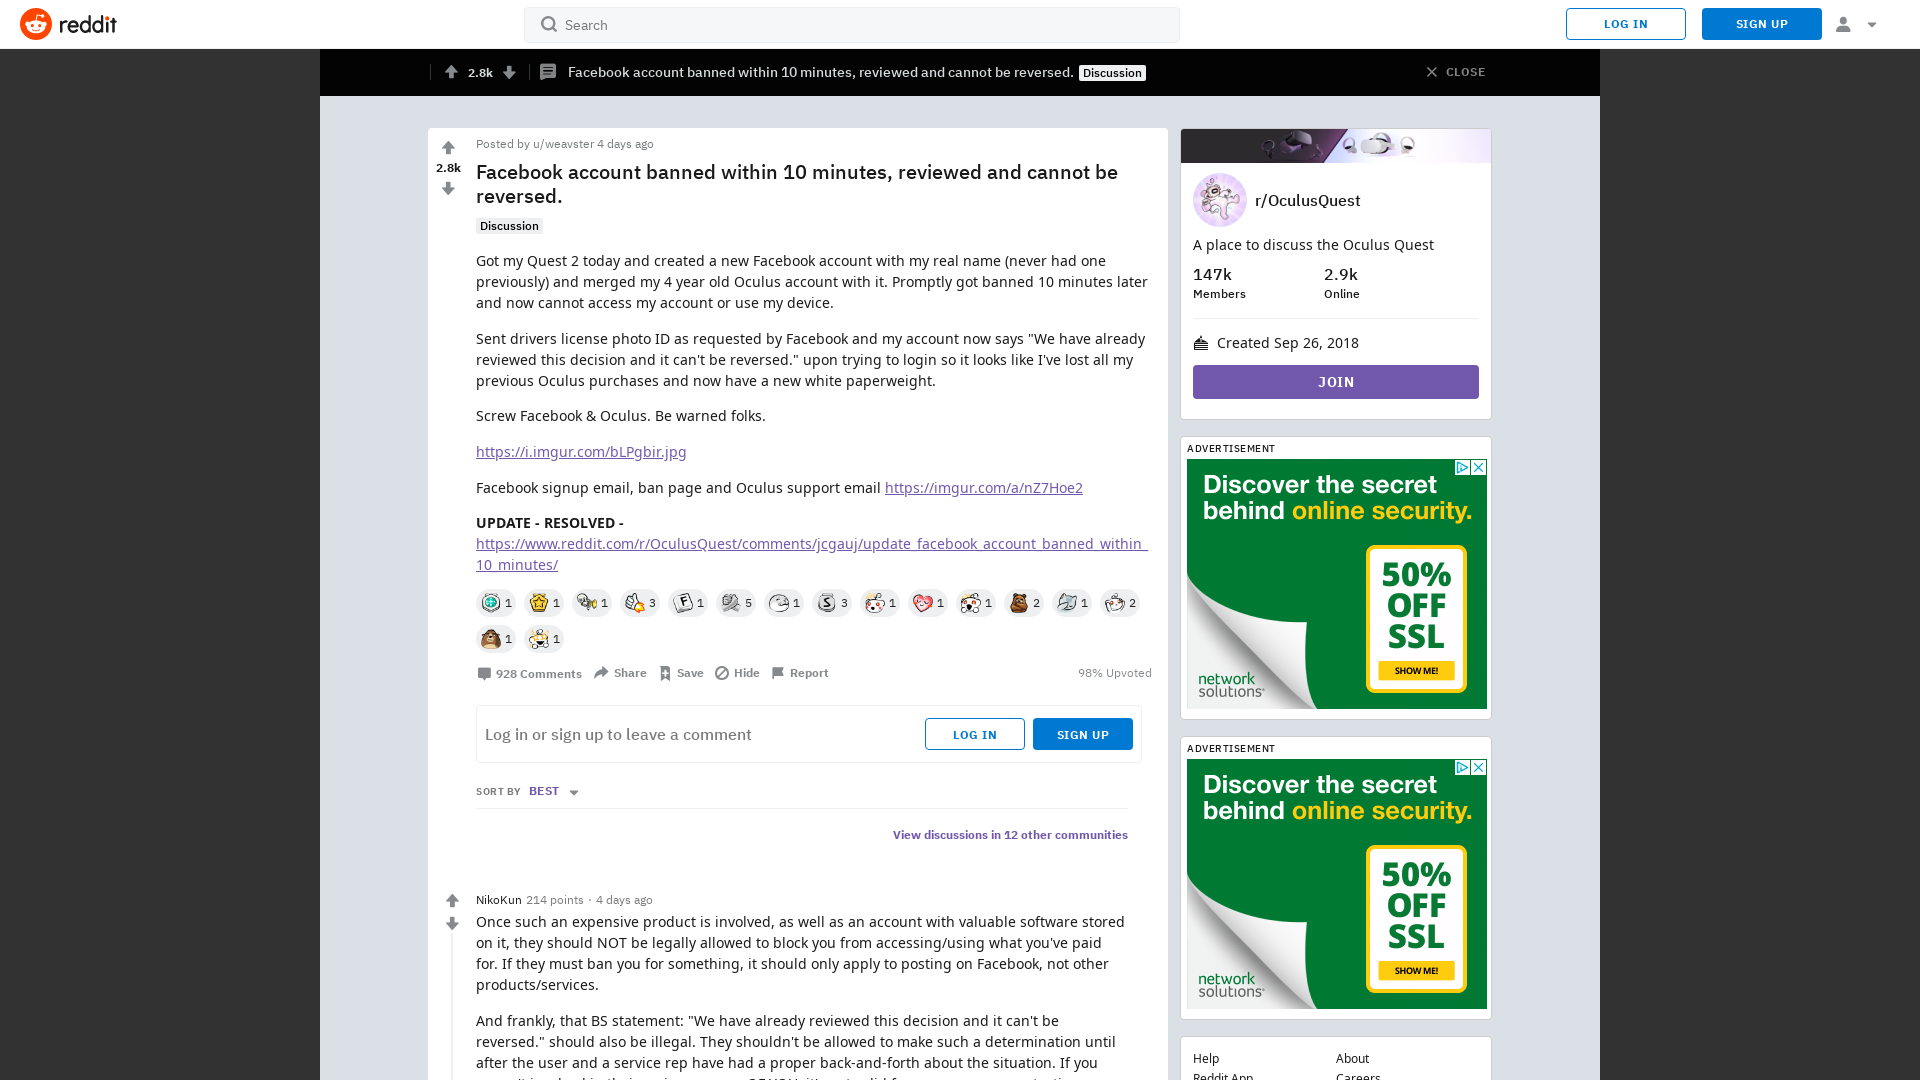 reddit
Search
LOG IN
SIGN UP
2.8k
Facebook account banned within 10 minutes, reviewed and cannot be reversed.
Discussion
CLOSE
2.8k
Posted by u/weavster 4 days ago
Facebook account banned within 10 minutes, reviewed and cannot be
reversed.
Discussion
Got my Quest 2 today and created a new Facebook account with my real name (never had one
previously) and merged my 4 year old Oculus account with it. Promptly got banned 10 minutes later
and now cannot access my account or use my device.
Sent drivers license photo ID as requested by Facebook and my account now says "We have already
reviewed this decision and it can't be reversed." upon trying to login so it looks like I've lost all my
previous Oculus purchases and now have a new white paperweight.
Screw Facebook & Oculus. Be warned folks.
https://i.imgur.com/bLPgbir.jpg
Facebook signup email, ban page and Oculus support email https://imgur.com/a/nZ7Hoe2
UPDATE - RESOLVED -
https://www.reddit.com/r/OculusQuest/comments/jcgauj/update_facebook_account_banned_within_
10_minutes/
1 1 1 3 1 5 1 3 1 1 1 2 1 2
1 1
928 Comments Share Save Hide Report 98% Upvoted
Log in or sign up to leave a comment
LOG IN
SIGN UP
SORT BY BEST
View discussions in 12 other communities
NikoKun 214 points · 4 days ago
Once such an expensive product is involved, as well as an account with valuable software stored
on it, they should NOT be legally allowed to block you from accessing/using what you've paid
for. If they must ban you for something, it should only apply to posting on Facebook, not other
products/services.
And frankly, that BS statement: "We have already reviewed this decision and it can't be
reversed." should also be illegal. They shouldn't be allowed to make such a determination until
after the user and a service rep have had a proper back-and-forth about the situation. If you
r/OculusQuest
A place to discuss the Oculus Quest
147k 2.9k
Members Online
Created Sep 26, 2018
JOIN
ADVERTISEMENT
Discover the secret
behind online security.
50%
OFF
SSL
SHOW ME!
network
solutions
ADVERTISEMENT
Discover the secret
behind online security.
50%
OFF
SSL
SHOW ME!
network
solutions
Help About
Reddit App Careers